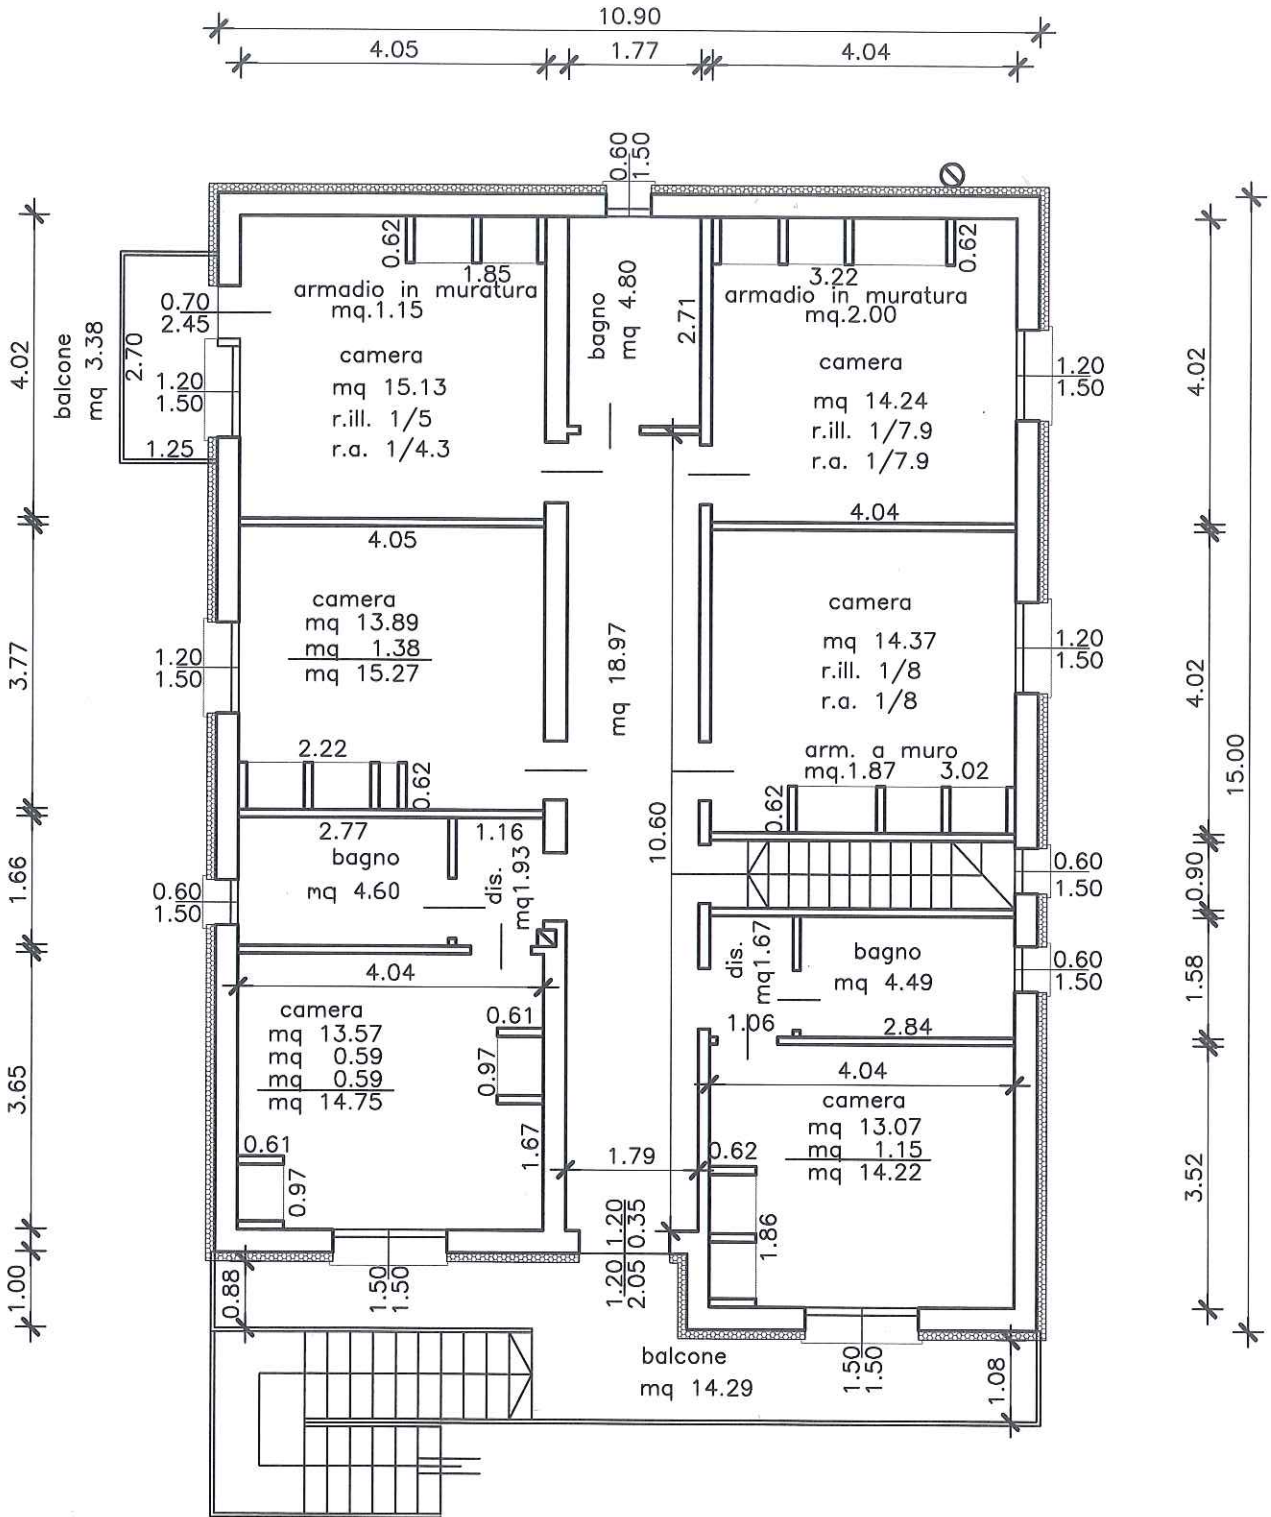 10.90
4.05
1.77
4.04
0.60
1.50
4.02
3.77
1.66
3.65
1.00
balcone
mq 3.38
2.70
1.25
0.70
2.45
1.20
1.50
0.62
1.85
armadio in muratura
mq.1.15
camera
mq 15.13
r.ill. 1/5
r.a. 1/4.3
bagno
mq 4.80
2.71
0.62
3.22
armadio in muratura
mq.2.00
camera
mq 14.24
r.ill. 1/7.9
r.a. 1/7.9
4.04
1.20
1.50
4.02
4.05
camera
mq 13.89
mq 1.38
mq 15.27
2.22
0.62
1.20
1.50
mq 18.97
10.60
camera
mq 14.37
r.ill. 1/8
r.a. 1/8
arm. a muro
mq.1.87
3.02
0.62
1.20
1.50
4.02
15.00
2.77
1.16
bagno
mq 4.60
dis.
mq1.93
0.60
1.50
0.60
1.50
0.90
dis.
mq1.67
bagno
mq 4.49
1.06
2.84
0.60
1.50
1.58
4.04
camera
mq 13.57
mq 0.59
mq 0.59
mq 14.75
0.61
0.97
0.61
0.97
1.67
1.79
4.04
camera
mq 13.07
mq 1.15
mq 14.22
0.62
1.86
3.52
0.88
1.50
1.50
1.20
1.20
2.05
0.35
1.50
1.50
balcone
mq 14.29
1.08